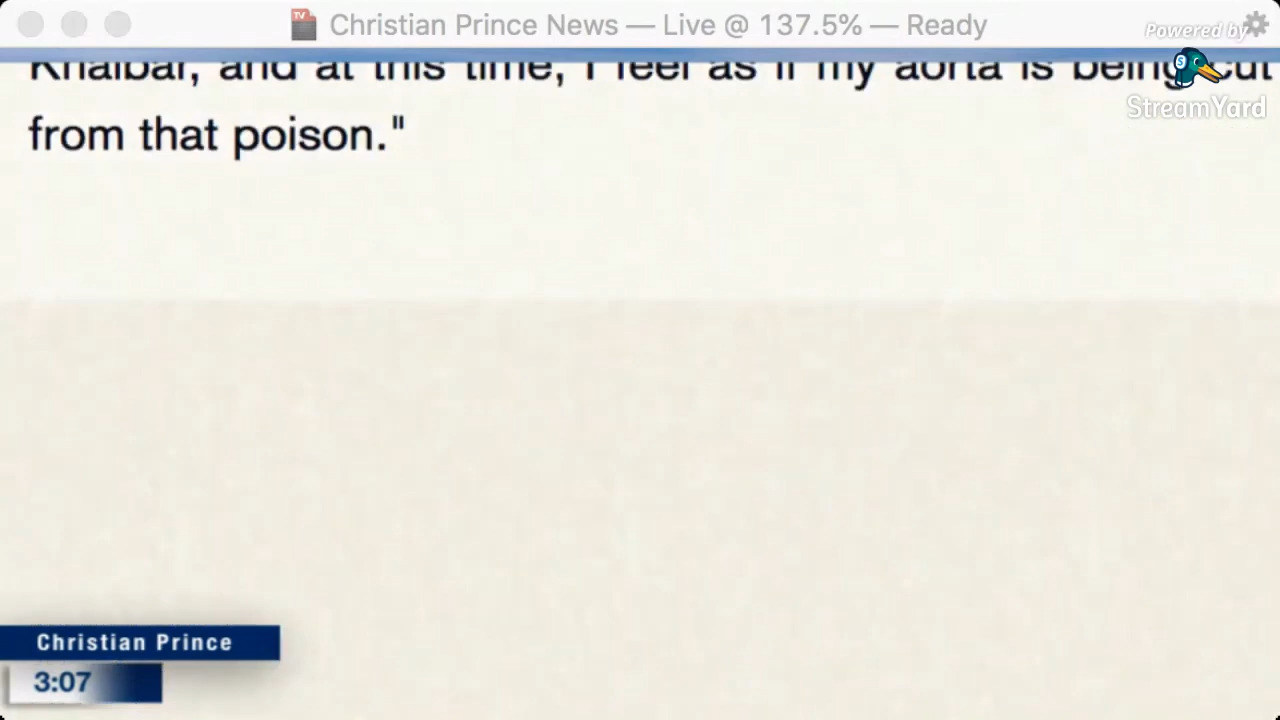 TV
Christian Prince News — Live @ 137.5% — Ready
Powered by
Khaibar, and at this time, I feel as if my aorta is being cut
S
StreamYard
from that poison."
Christian Prince
3:07